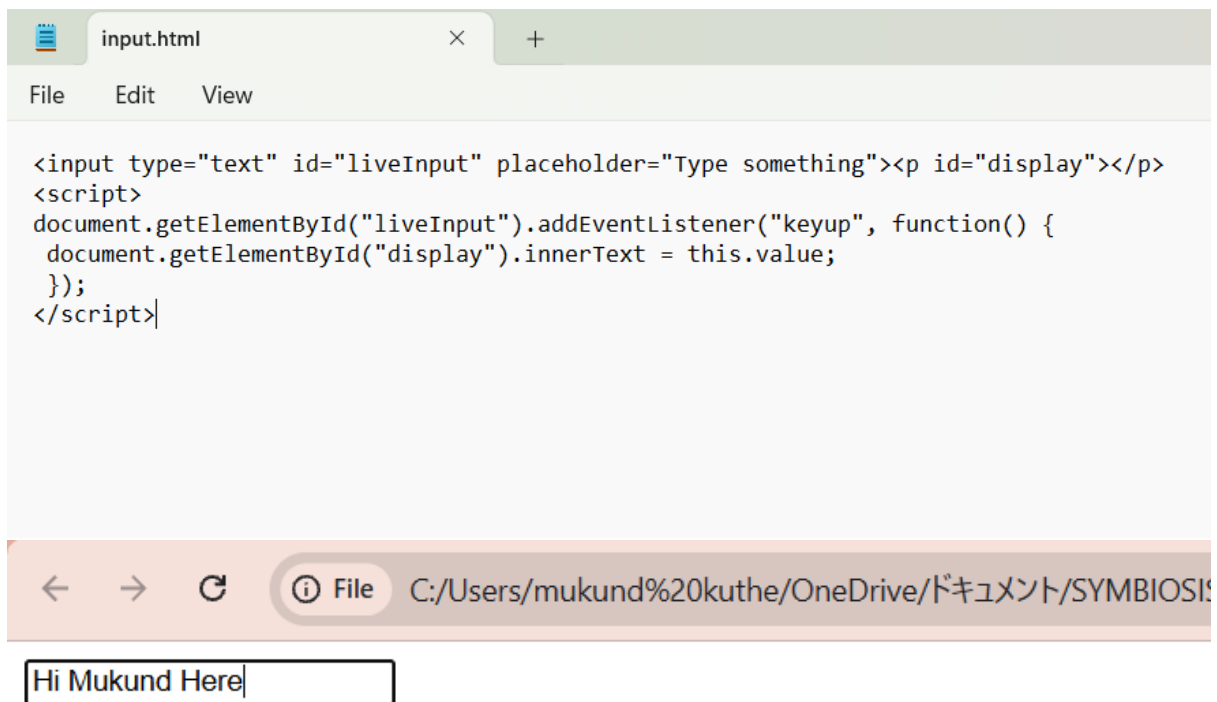 input.html
File Edit View
<input type="text" id="liveInput" placeholder="Type something"><p id="display"></p>
<script>
document.getElementById("liveInput").addEventListener("keyup", function() {
document.getElementById("display").innerText = this.value;
});
</script>
File C:/Users/mukund%20kuthe/OneDrive/ドキュメント/SYMBIOSIS
Hi Mukund Here